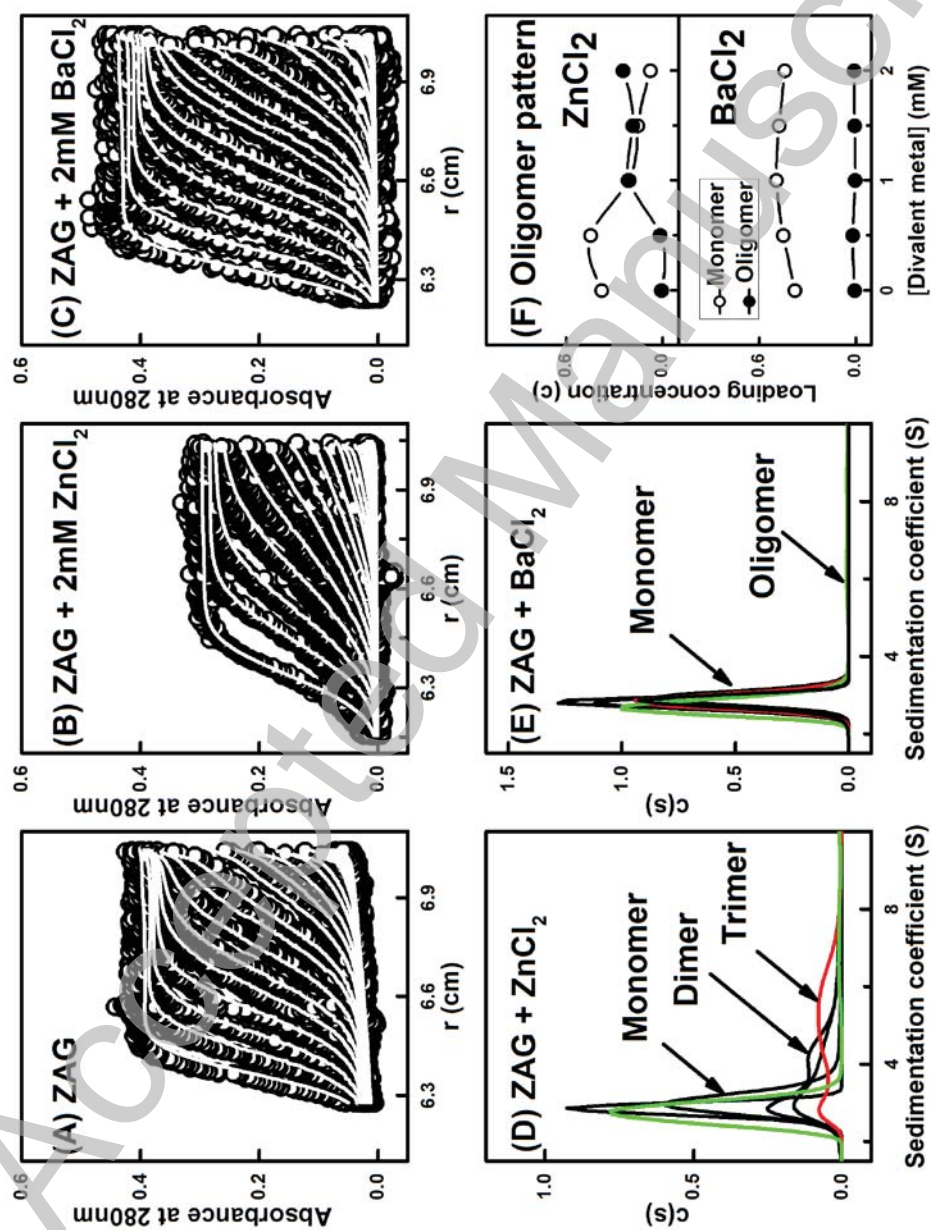 (A) ZAG
Absorbance at 280nm
0.6
0.4
0.2
0.0
6.3
6.6
6.9
r (cm)
(B) ZAG + 2mM ZnCl2
Absorbance at 280nm
0.6
0.4
0.2
0.0
6.3
6.6
6.9
r (cm)
(C) ZAG + 2mM BaCl2
Absorbance at 280nm
0.6
0.4
0.2
0.0
6.3
6.6
6.9
r (cm)
(D) ZAG + ZnCl2
c(s)
1.0
0.5
0.0
Monomer
Dimer
Trimer
4
8
Sedimentation coefficient (S)
(E) ZAG + BaCl2
c(s)
1.5
1.0
0.5
0.0
Monomer
Oligomer
4
8
Sedimentation coefficient (S)
(F) Oligomer pattern
ZnCl2
Loading concentration (c)
0.6
0.0
Monomer
Oligomer
BaCl2
0.6
0.0
0
1
2
[Divalent metal] (mM)
Accepted Manuscri